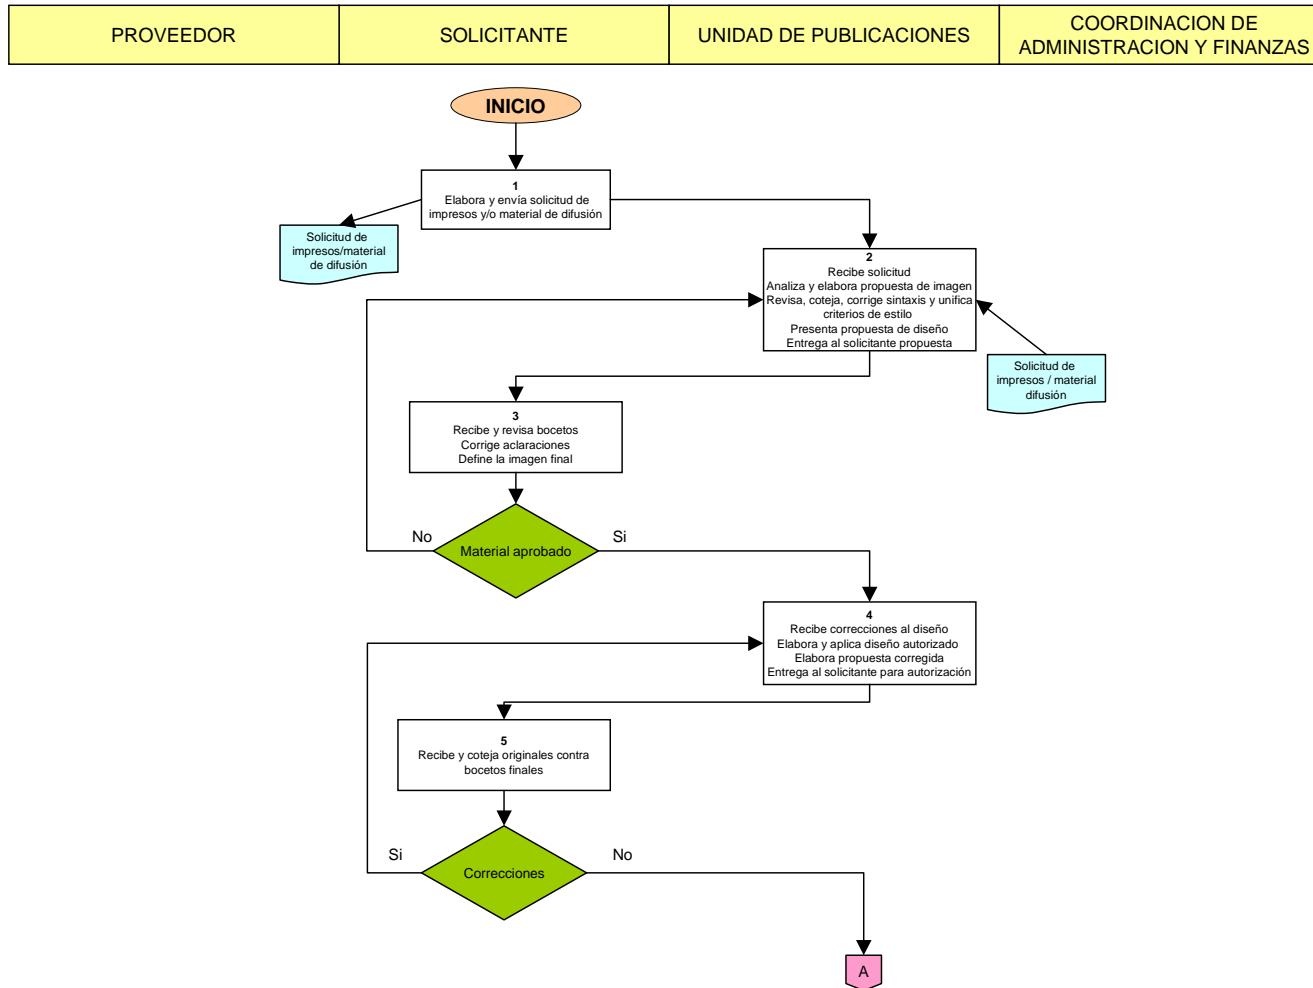 PROVEEDOR
SOLICITANTE
UNIDAD DE PUBLICACIONES
COORDINACION DE
ADMINISTRACION Y FINANZAS
INICIO
1
Elabora y envía solicitud de
impresos y/o material de difusión
Solicitud de
impresos/material
de difusión
2
Recibe solicitud
Analiza y elabora propuesta de imagen
Revisa, coteja, corrige sintaxis y unifica
criterios de estilo
Presenta propuesta de diseño
Entrega al solicitante propuesta
Solicitud de
impresos / material
difusión
3
Recibe y revisa bocetos
Corrige aclaraciones
Define la imagen final
No
Material aprobado
Si
4
Recibe correcciones al diseño
Elabora y aplica diseño autorizado
Elabora propuesta corregida
Entrega al solicitante para autorización
5
Recibe y coteja originales contra
bocetos finales
Si
Correcciones
No
A